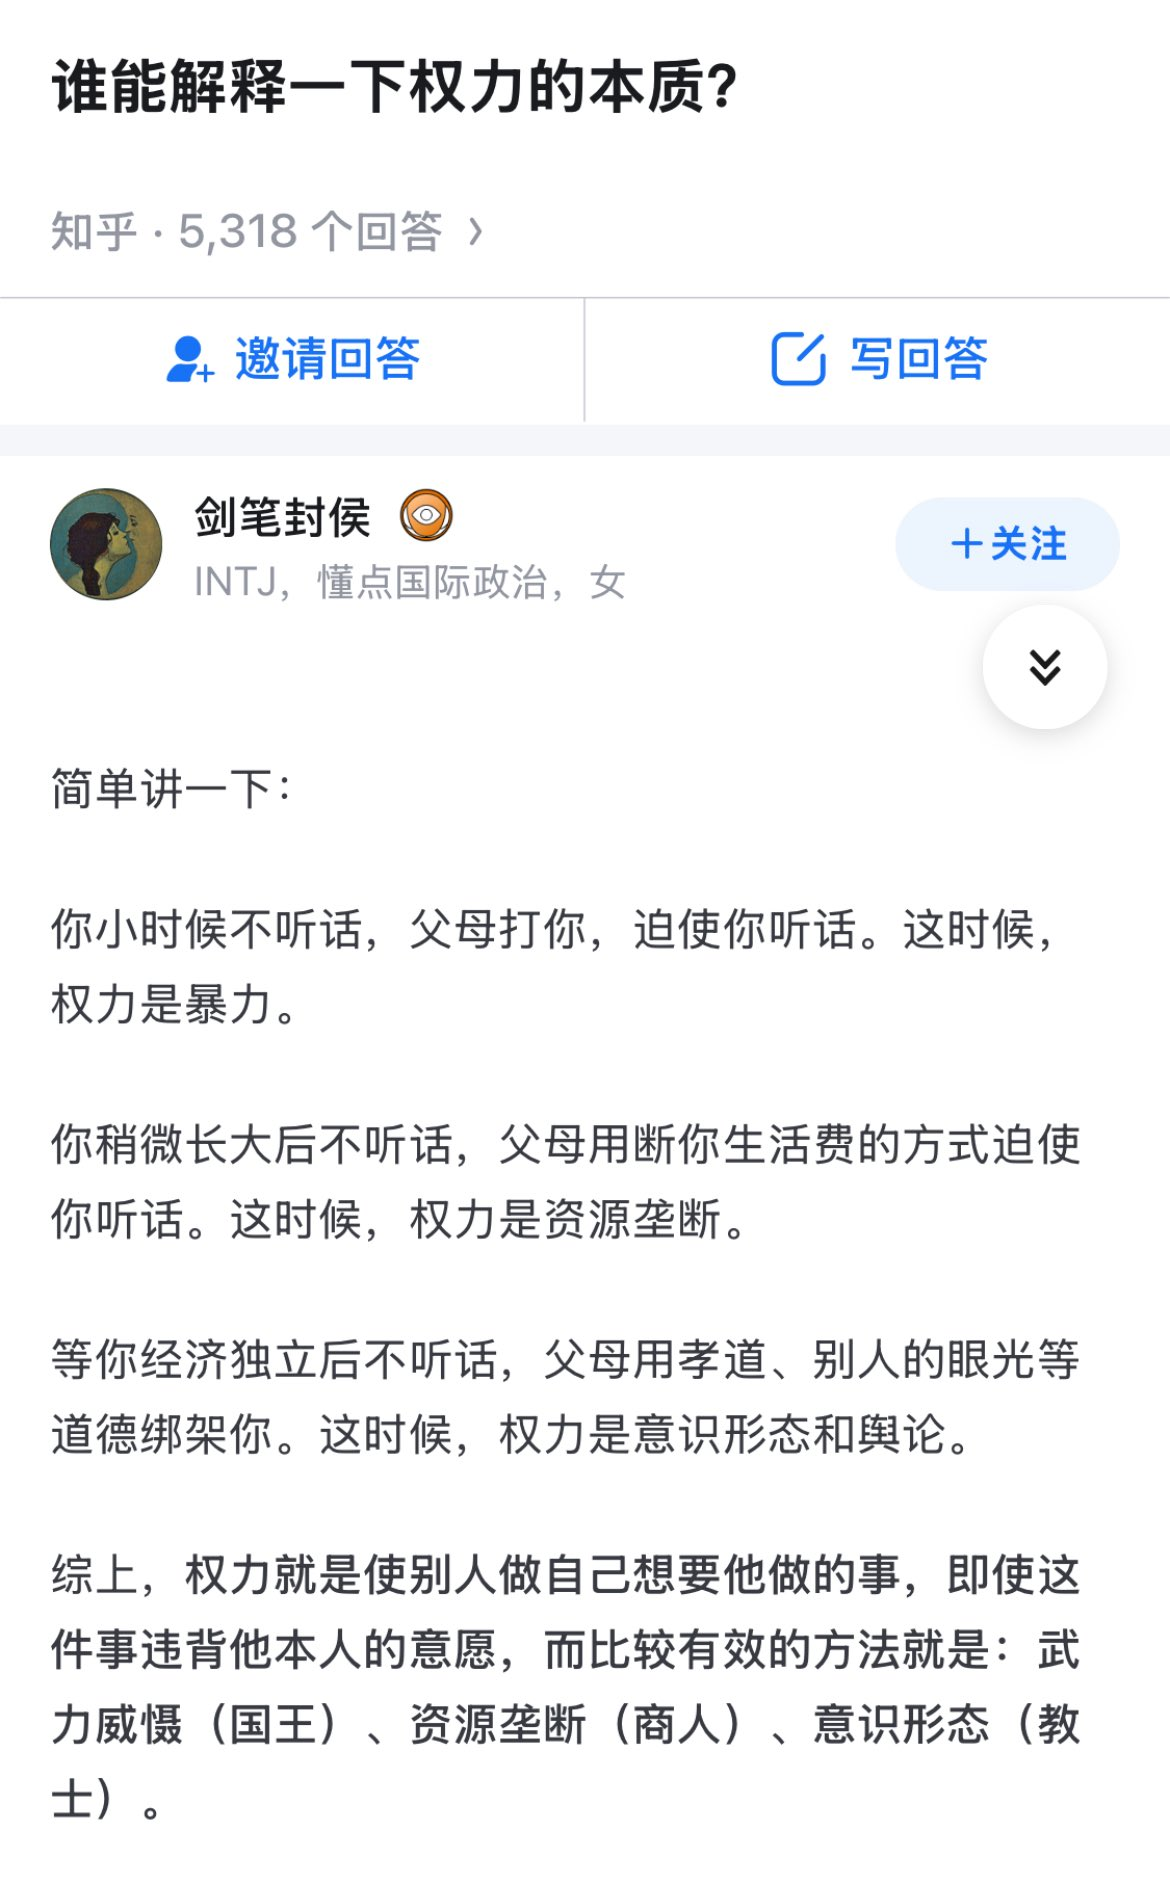 谁能解释一下权力的本质?
知乎 · 5,318 个回答
邀请回答
写回答
剑笔封侯
INTJ，懂点国际政治，女
+关注
简单讲一下：
你小时候不听话，父母打你，迫使你听话。这时候，
权力是暴力。
你稍微长大后不听话，父母用断你生活费的方式迫使
你听话。这时候，权力是资源垄断。
等你经济独立后不听话，父母用孝道、别人的眼光等
道德绑架你。这时候，权力是意识形态和舆论。
综上，权力就是使别人做自己想要他做的事，即使这
件事违背他本人的意愿，而比较有效的方法就是：武
力威慑（国王）、资源垄断（商人）、意识形态（教
士）。